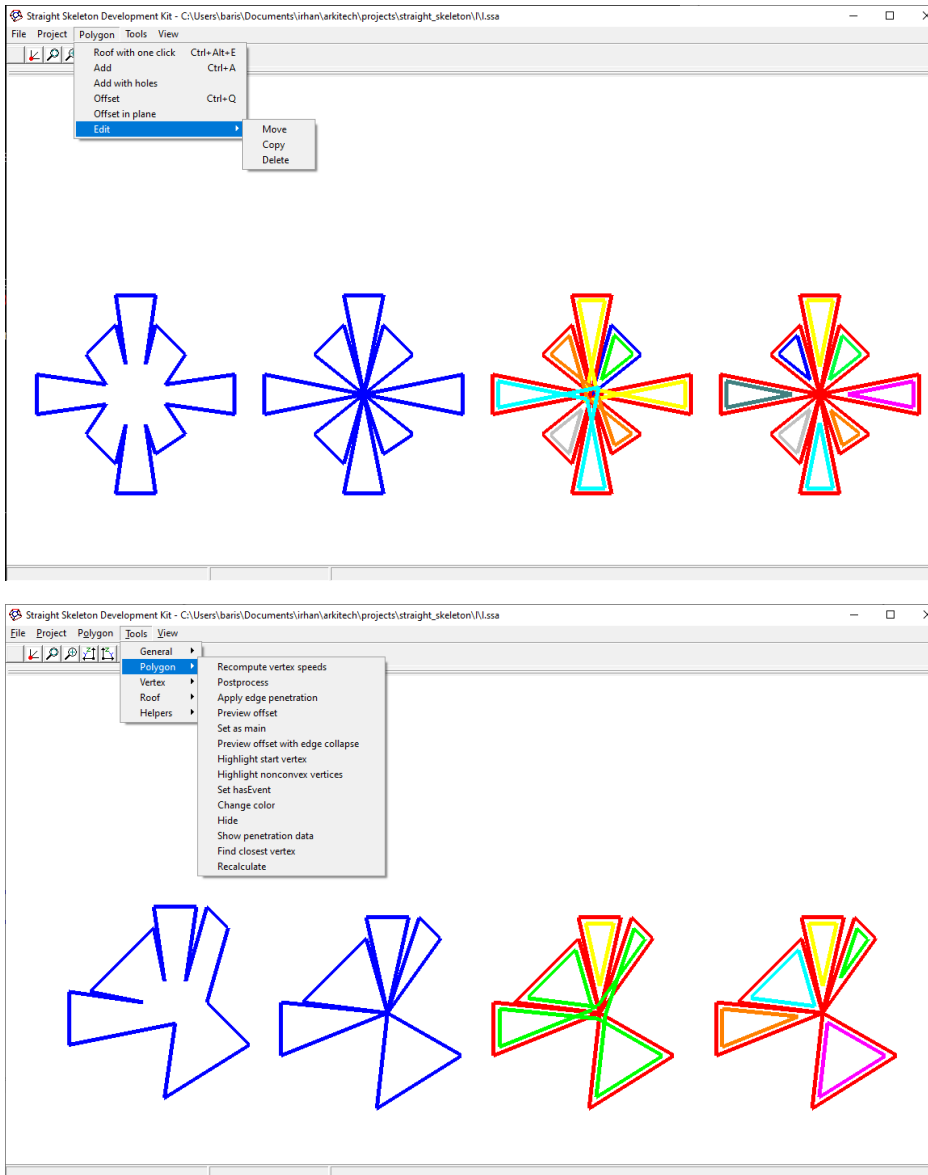 Straight Skeleton Development Kit - C:\Users\baris\Documents\irhan\arkitech\projects\straight_skeleton\l\l.ssa
File Project Polygon Tools View
Roof with one click Ctrl+Alt+E
Add Ctrl+A
Add with holes
Offset Ctrl+Q
Offset in plane
Edit
Move
Copy
Delete
Straight Skeleton Development Kit - C:\Users\baris\Documents\irhan\arkitech\projects\straight_skeleton\l\l.ssa
File Project Polygon Tools View
General
Polygon
Vertex
Roof
Helpers
Recompute vertex speeds
Postprocess
Apply edge penetration
Preview offset
Set as main
Preview offset with edge collapse
Highlight start vertex
Highlight nonconvex vertices
Set hasEvent
Change color
Hide
Show penetration data
Find closest vertex
Recalculate